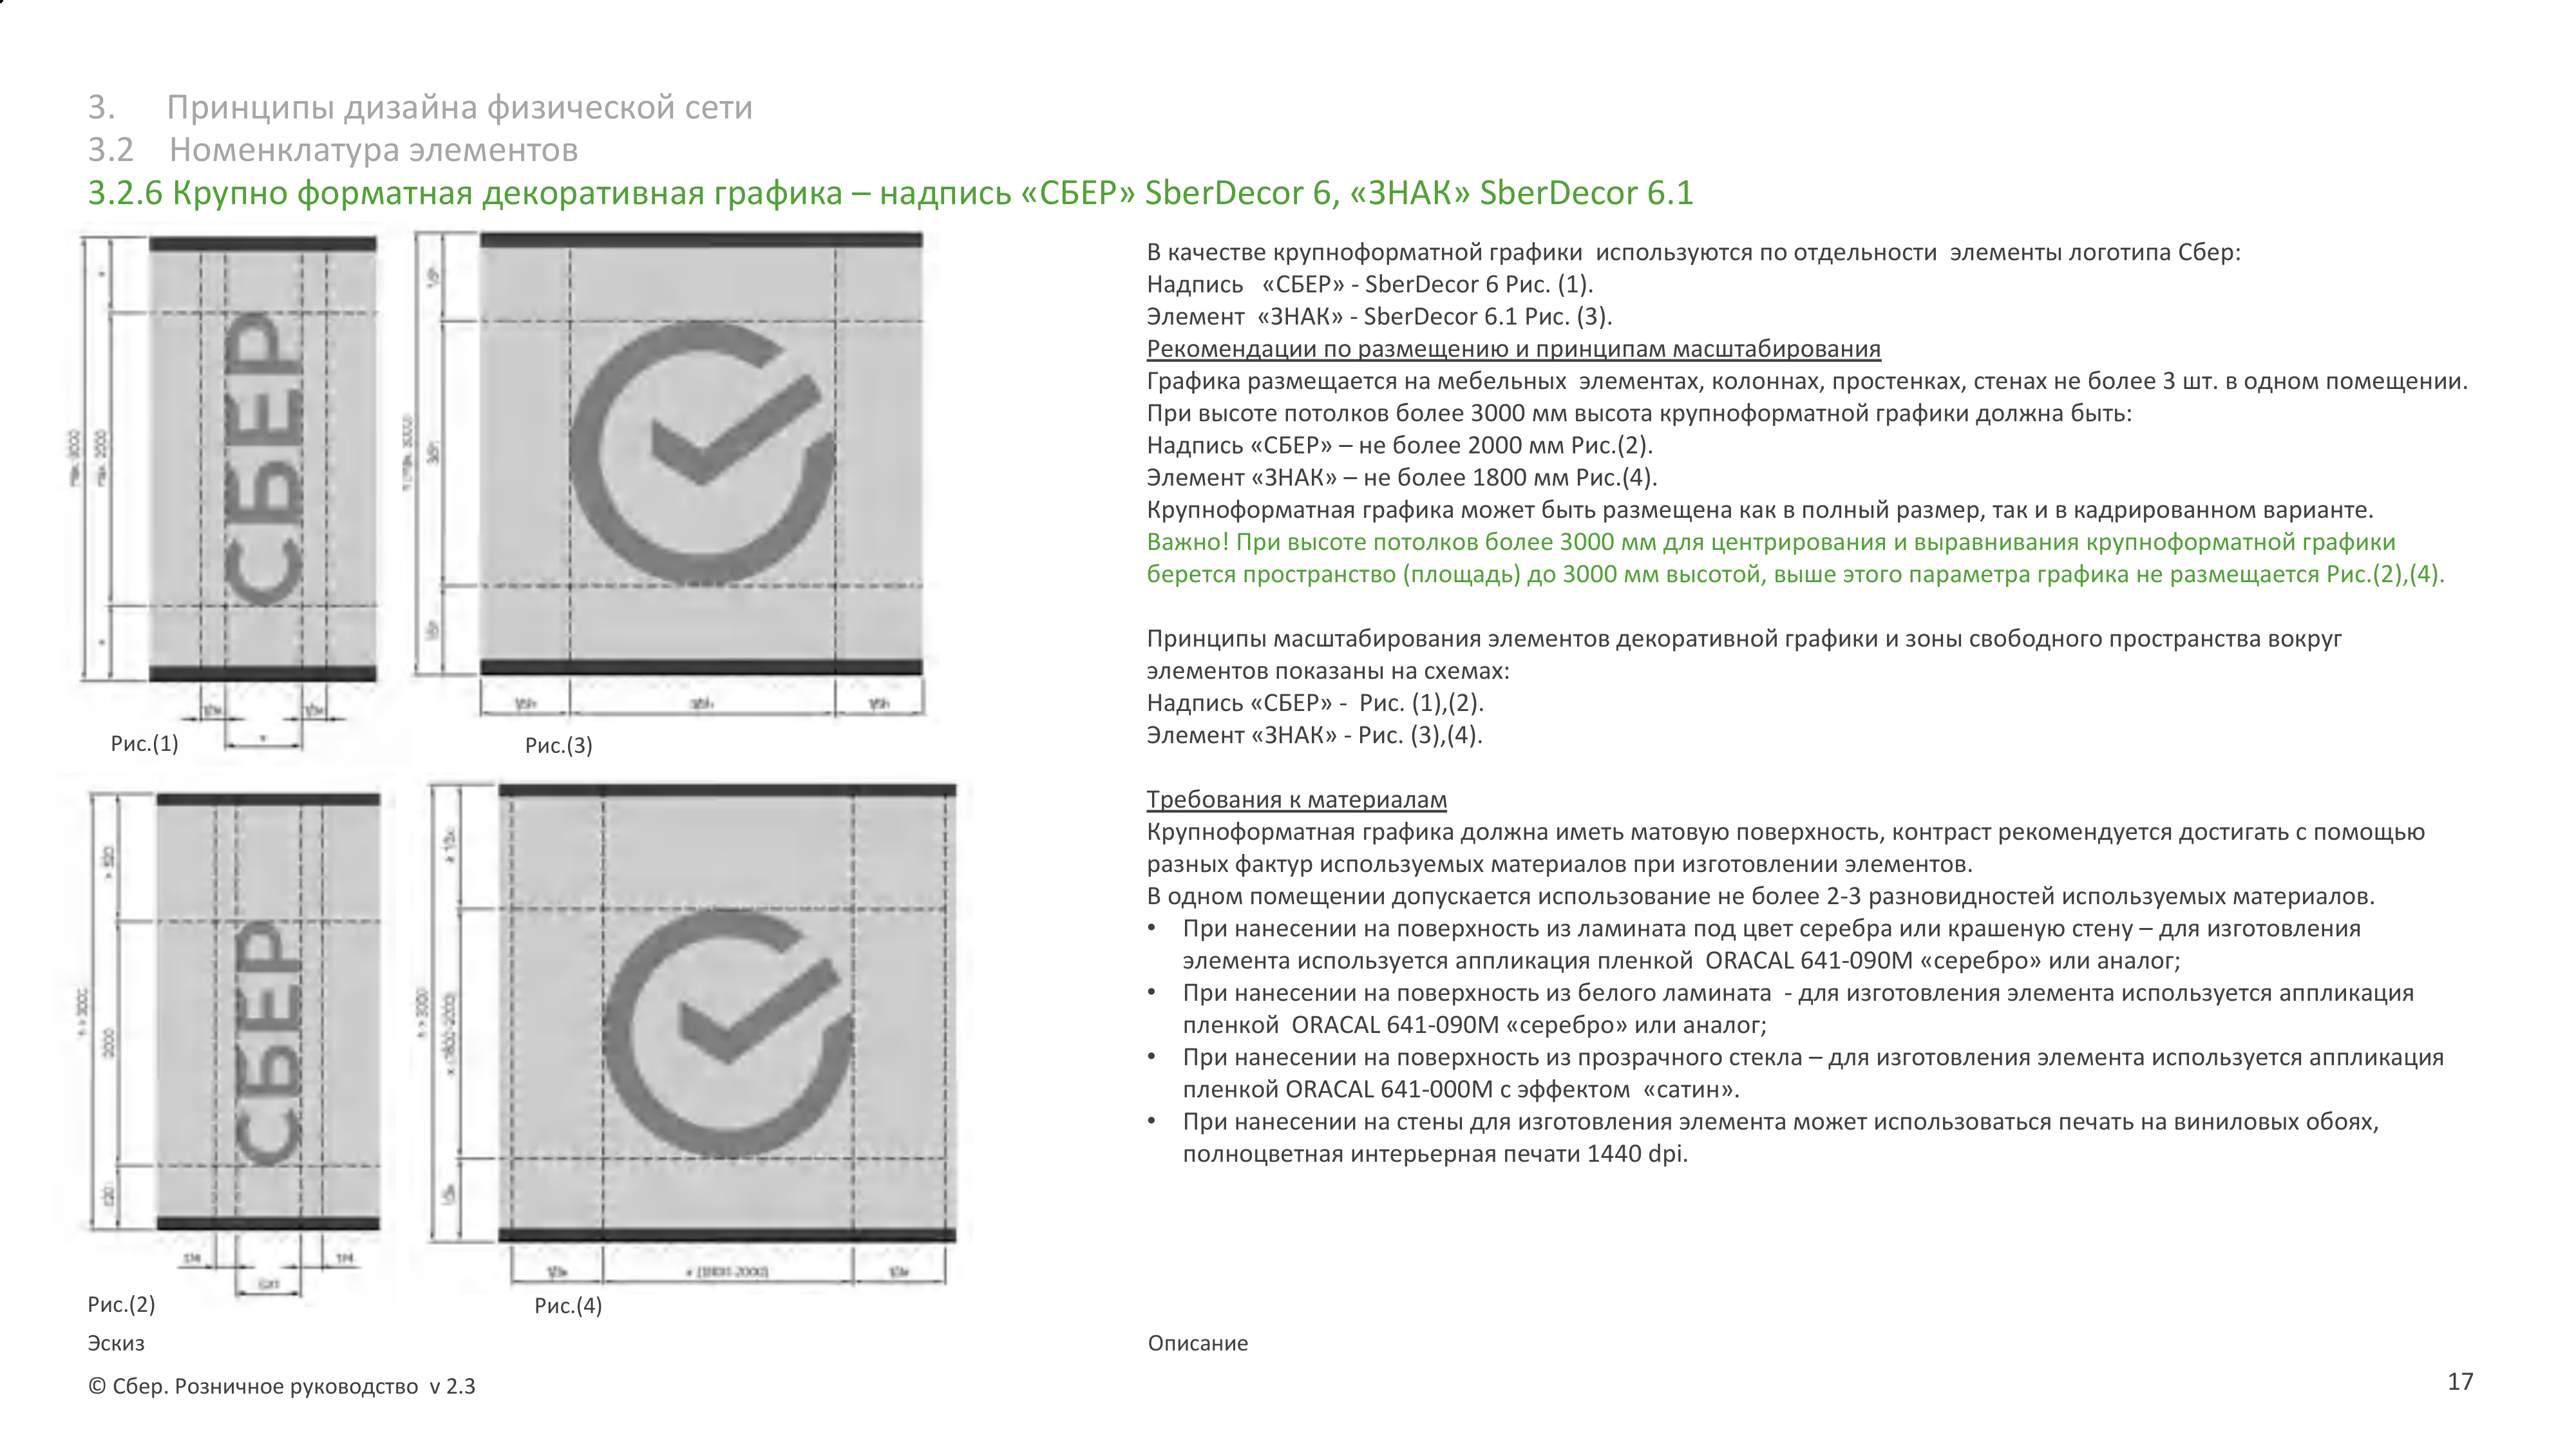 3. Принципы дизайна физической сети
3.2 Номенклатура элементов
3.2.6 Крупно форматная декоративная графика – надпись «СБЕР» SberDecor 6, «ЗНАК» SberDecor 6.1
СБЕР
Рис.(1)
Рис.(3)
СБЕР
Рис.(2)
Рис.(4)
Эскиз
В качестве крупноформатной графики используются по отдельности элементы логотипа Сбер:
Надпись «СБЕР» - SberDecor 6 Рис. (1).
Элемент «ЗНАК» - SberDecor 6.1 Рис. (3).
Рекомендации по размещению и принципам масштабирования
Графика размещается на мебельных элементах, колоннах, простенках, стенах не более 3 шт. в одном помещении.
При высоте потолков более 3000 мм высота крупноформатной графики должна быть:
Надпись «СБЕР» – не более 2000 мм Рис.(2).
Элемент «ЗНАК» – не более 1800 мм Рис.(4).
Крупноформатная графика может быть размещена как в полный размер, так и в кадрированном варианте.
Важно! При высоте потолков более 3000 мм для центрирования и выравнивания крупноформатной графики
берется пространство (площадь) до 3000 мм высотой, выше этого параметра графика не размещается Рис.(2),(4).
Принципы масштабирования элементов декоративной графики и зоны свободного пространства вокруг
элементов показаны на схемах:
Надпись «СБЕР» - Рис. (1),(2).
Элемент «ЗНАК» - Рис. (3),(4).
Требования к материалам
Крупноформатная графика должна иметь матовую поверхность, контраст рекомендуется достигать с помощью
разных фактур используемых материалов при изготовлении элементов.
В одном помещении допускается использование не более 2-3 разновидностей используемых материалов.
• При нанесении на поверхность из ламината под цвет серебра или крашеную стену – для изготовления
элемента используется аппликация пленкой ORACAL 641-090M «серебро» или аналог;
• При нанесении на поверхность из белого ламината - для изготовления элемента используется аппликация
пленкой ORACAL 641-090M «серебро» или аналог;
• При нанесении на поверхность из прозрачного стекла – для изготовления элемента используется аппликация
пленкой ORACAL 641-000M с эффектом «сатин».
• При нанесении на стены для изготовления элемента может использоваться печать на виниловых обоях,
полноцветная интерьерная печати 1440 dpi.
Описание
© Сбер. Розничное руководство v 2.3
17